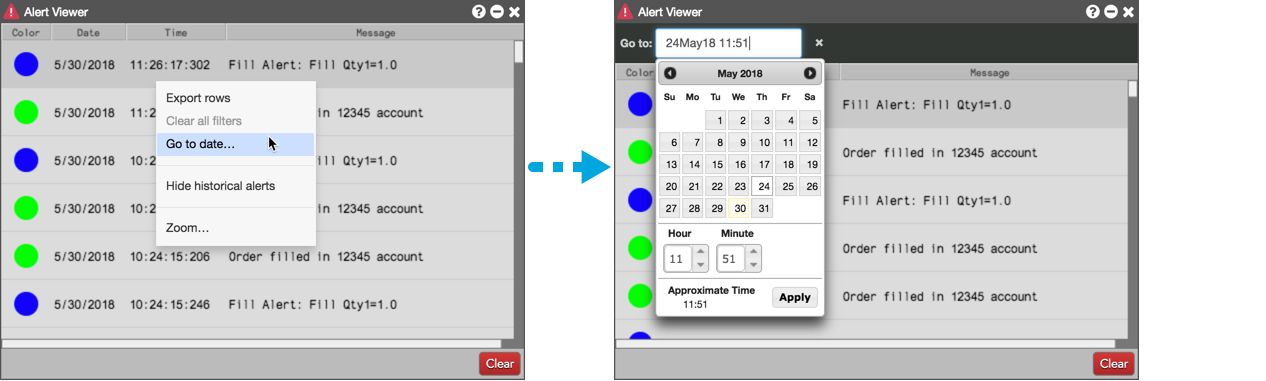 Alert Viewer
Color Date Time Message
5/30/2018 11:26:17:302 Fill Alert: Fill Qty1=1.0
5/30/2018 11:2 in 12345 account
5/30/2018 10:2 Fill Qty1=1.0
5/30/2018 10:2 in 12345 account
5/30/2018 10:24:15:206 Order filled in 12345 account
5/30/2018 10:24:15:246 Fill Alert: Fill Qty1=1.0
Export rows
Clear all filters
Go to date...
Hide historical alerts
Zoom...
Clear
Alert Viewer
Go to: 24May18 11:51
Color Message
Fill Alert: Fill Qty1=1.0
Order filled in 12345 account
Fill Alert: Fill Qty1=1.0
Order filled in 12345 account
Order filled in 12345 account
May 2018
Su Mo Tu We Th Fr Sa
1 2 3 4 5
6 7 8 9 10 11 12
13 14 15 16 17 18 19
20 21 22 23 24 25 26
27 28 29 30 31
Hour Minute
11 51
Approximate Time
11:51
Apply
Clear